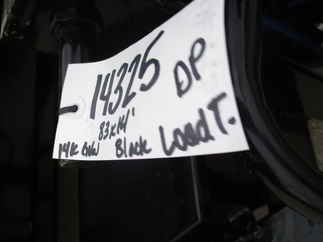 14325 DP
83x14'
14K GVW Black Load T.